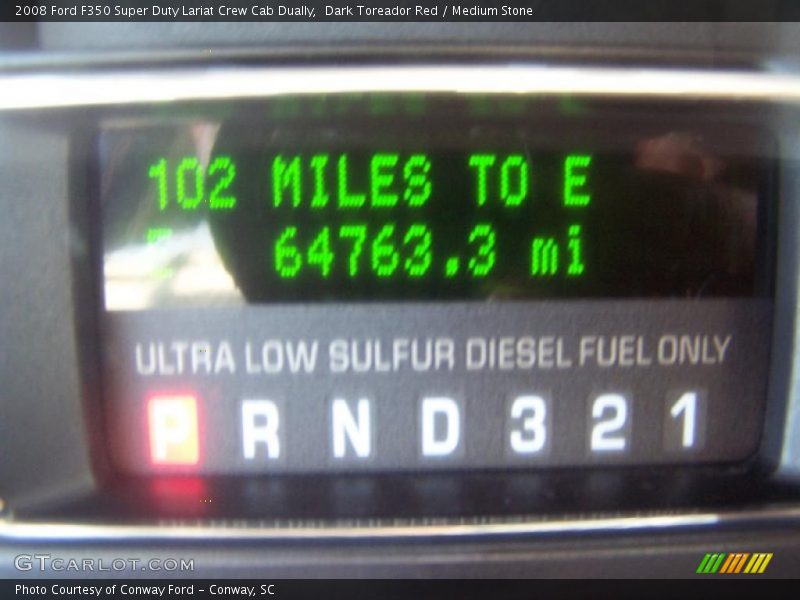 2008 Ford F350 Super Duty Lariat Crew Cab Dually,  Dark Toreador Red / Medium Stone
102 MILES TO E
64763.3 mi
ULTRA LOW SULFUR DIESEL FUEL ONLY
P R N D 3 2 1
GTCARLOT.COM
Photo Courtesy of Conway Ford - Conway, SC